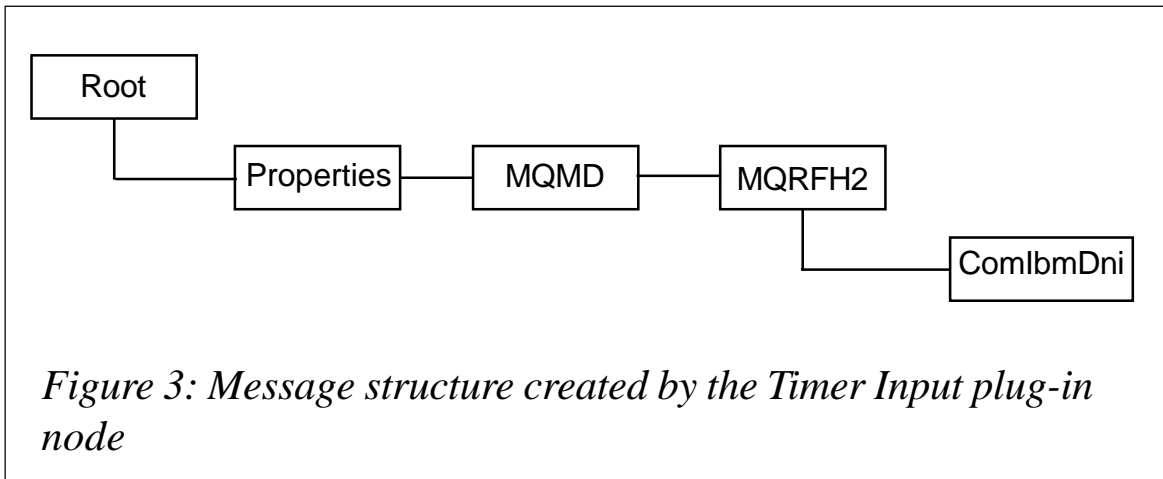 Root
Properties
MQMD
MQRFH2
ComIbmDni
Figure 3: Message structure created by the Timer Input plug-in
node